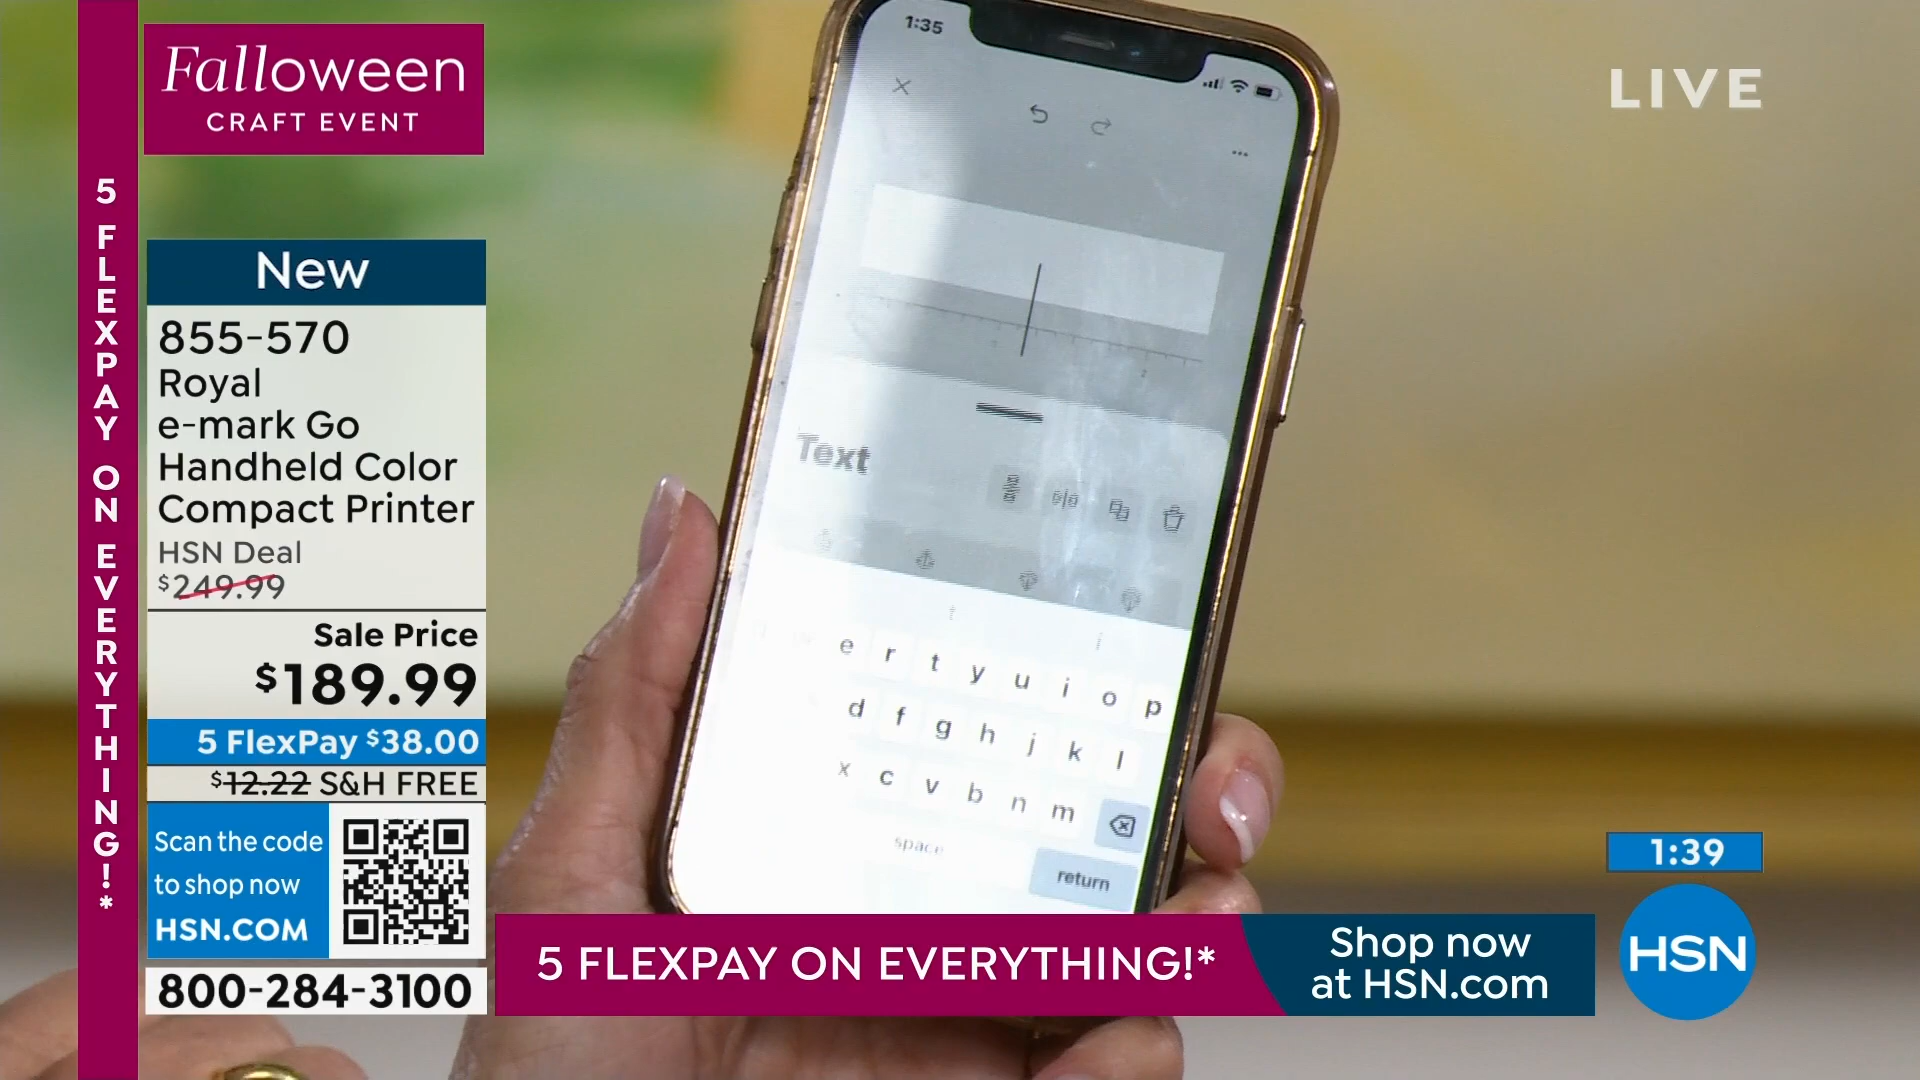 Falloween
CRAFT EVENT
5 FLEXPAY ON EVERYTHING!*
New
855-570
Royal
e-mark Go
Handheld Color
Compact Printer
HSN Deal
$249.99
Sale Price
$189.99
5 FlexPay $38.00
$12.22 S&H FREE
Scan the code
to shop now
HSN.COM
800-284-3100
1:35
Text
e r t y u i o p
d f g h j k l
x c v b n m
space
return
LIVE
1:39
HSN
5 FLEXPAY ON EVERYTHING!*
Shop now
at HSN.com